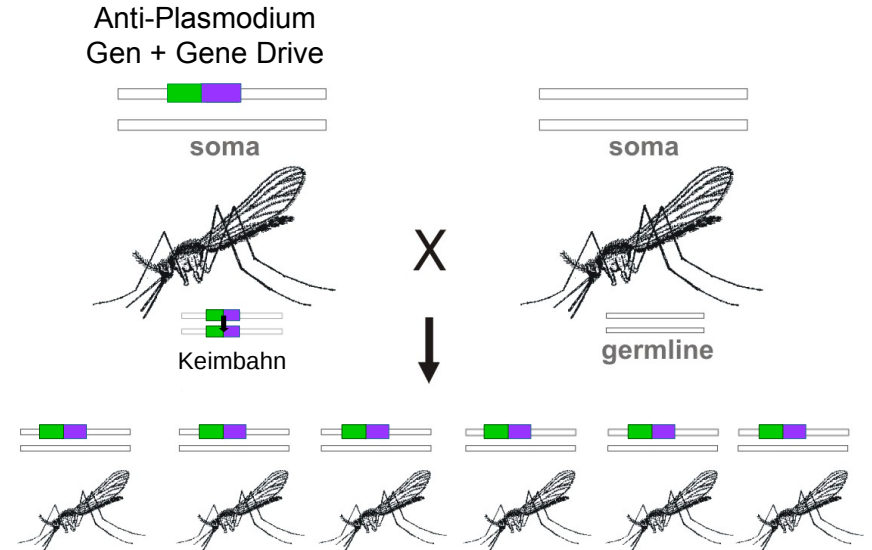 Anti-Plasmodium
Gen + Gene Drive
soma
soma
X
Keimbahn
germline